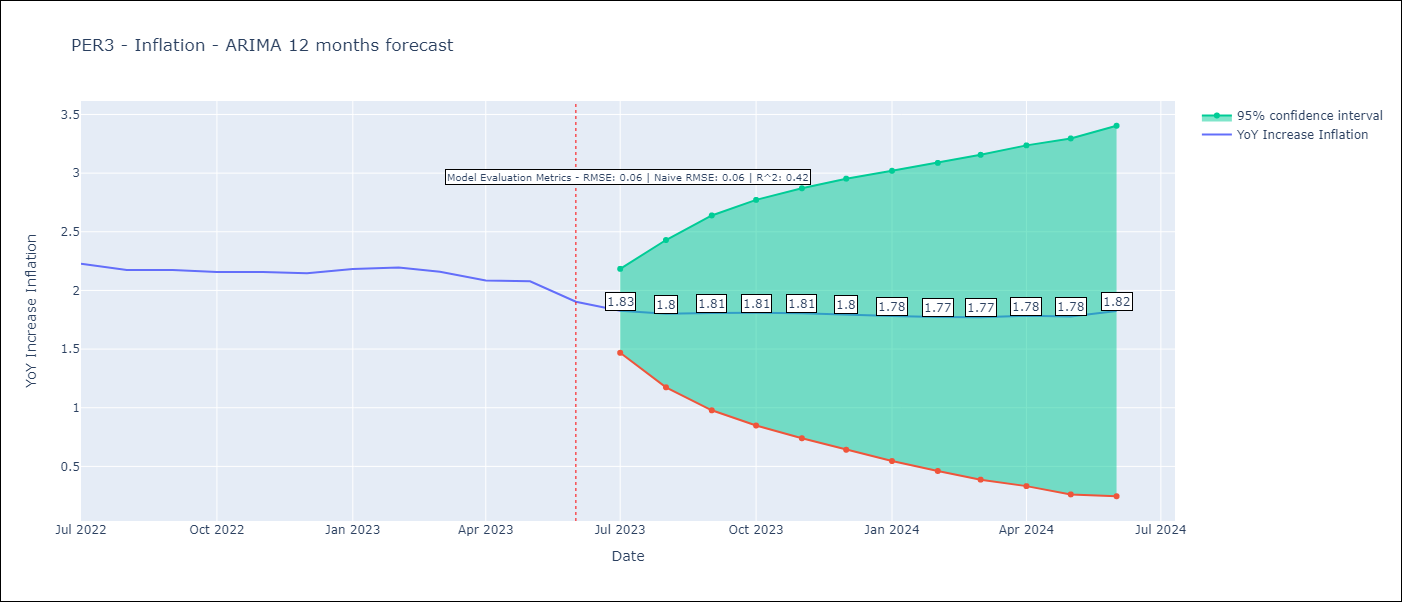 PER3 - Inflation - ARIMA 12 months forecast
95% confidence interval
YoY Increase Inflation
Model Evaluation Metrics - RMSE: 0.06 | Naive RMSE: 0.06 | R^2: 0.42
YoY Increase Inflation
3.5
3
2.5
2
1.5
1
0.5
1.83
1.8
1.81
1.81
1.81
1.8
1.78
1.77
1.77
1.78
1.78
1.82
Jul 2022
Oct 2022
Jan 2023
Apr 2023
Jul 2023
Oct 2023
Jan 2024
Apr 2024
Jul 2024
Date